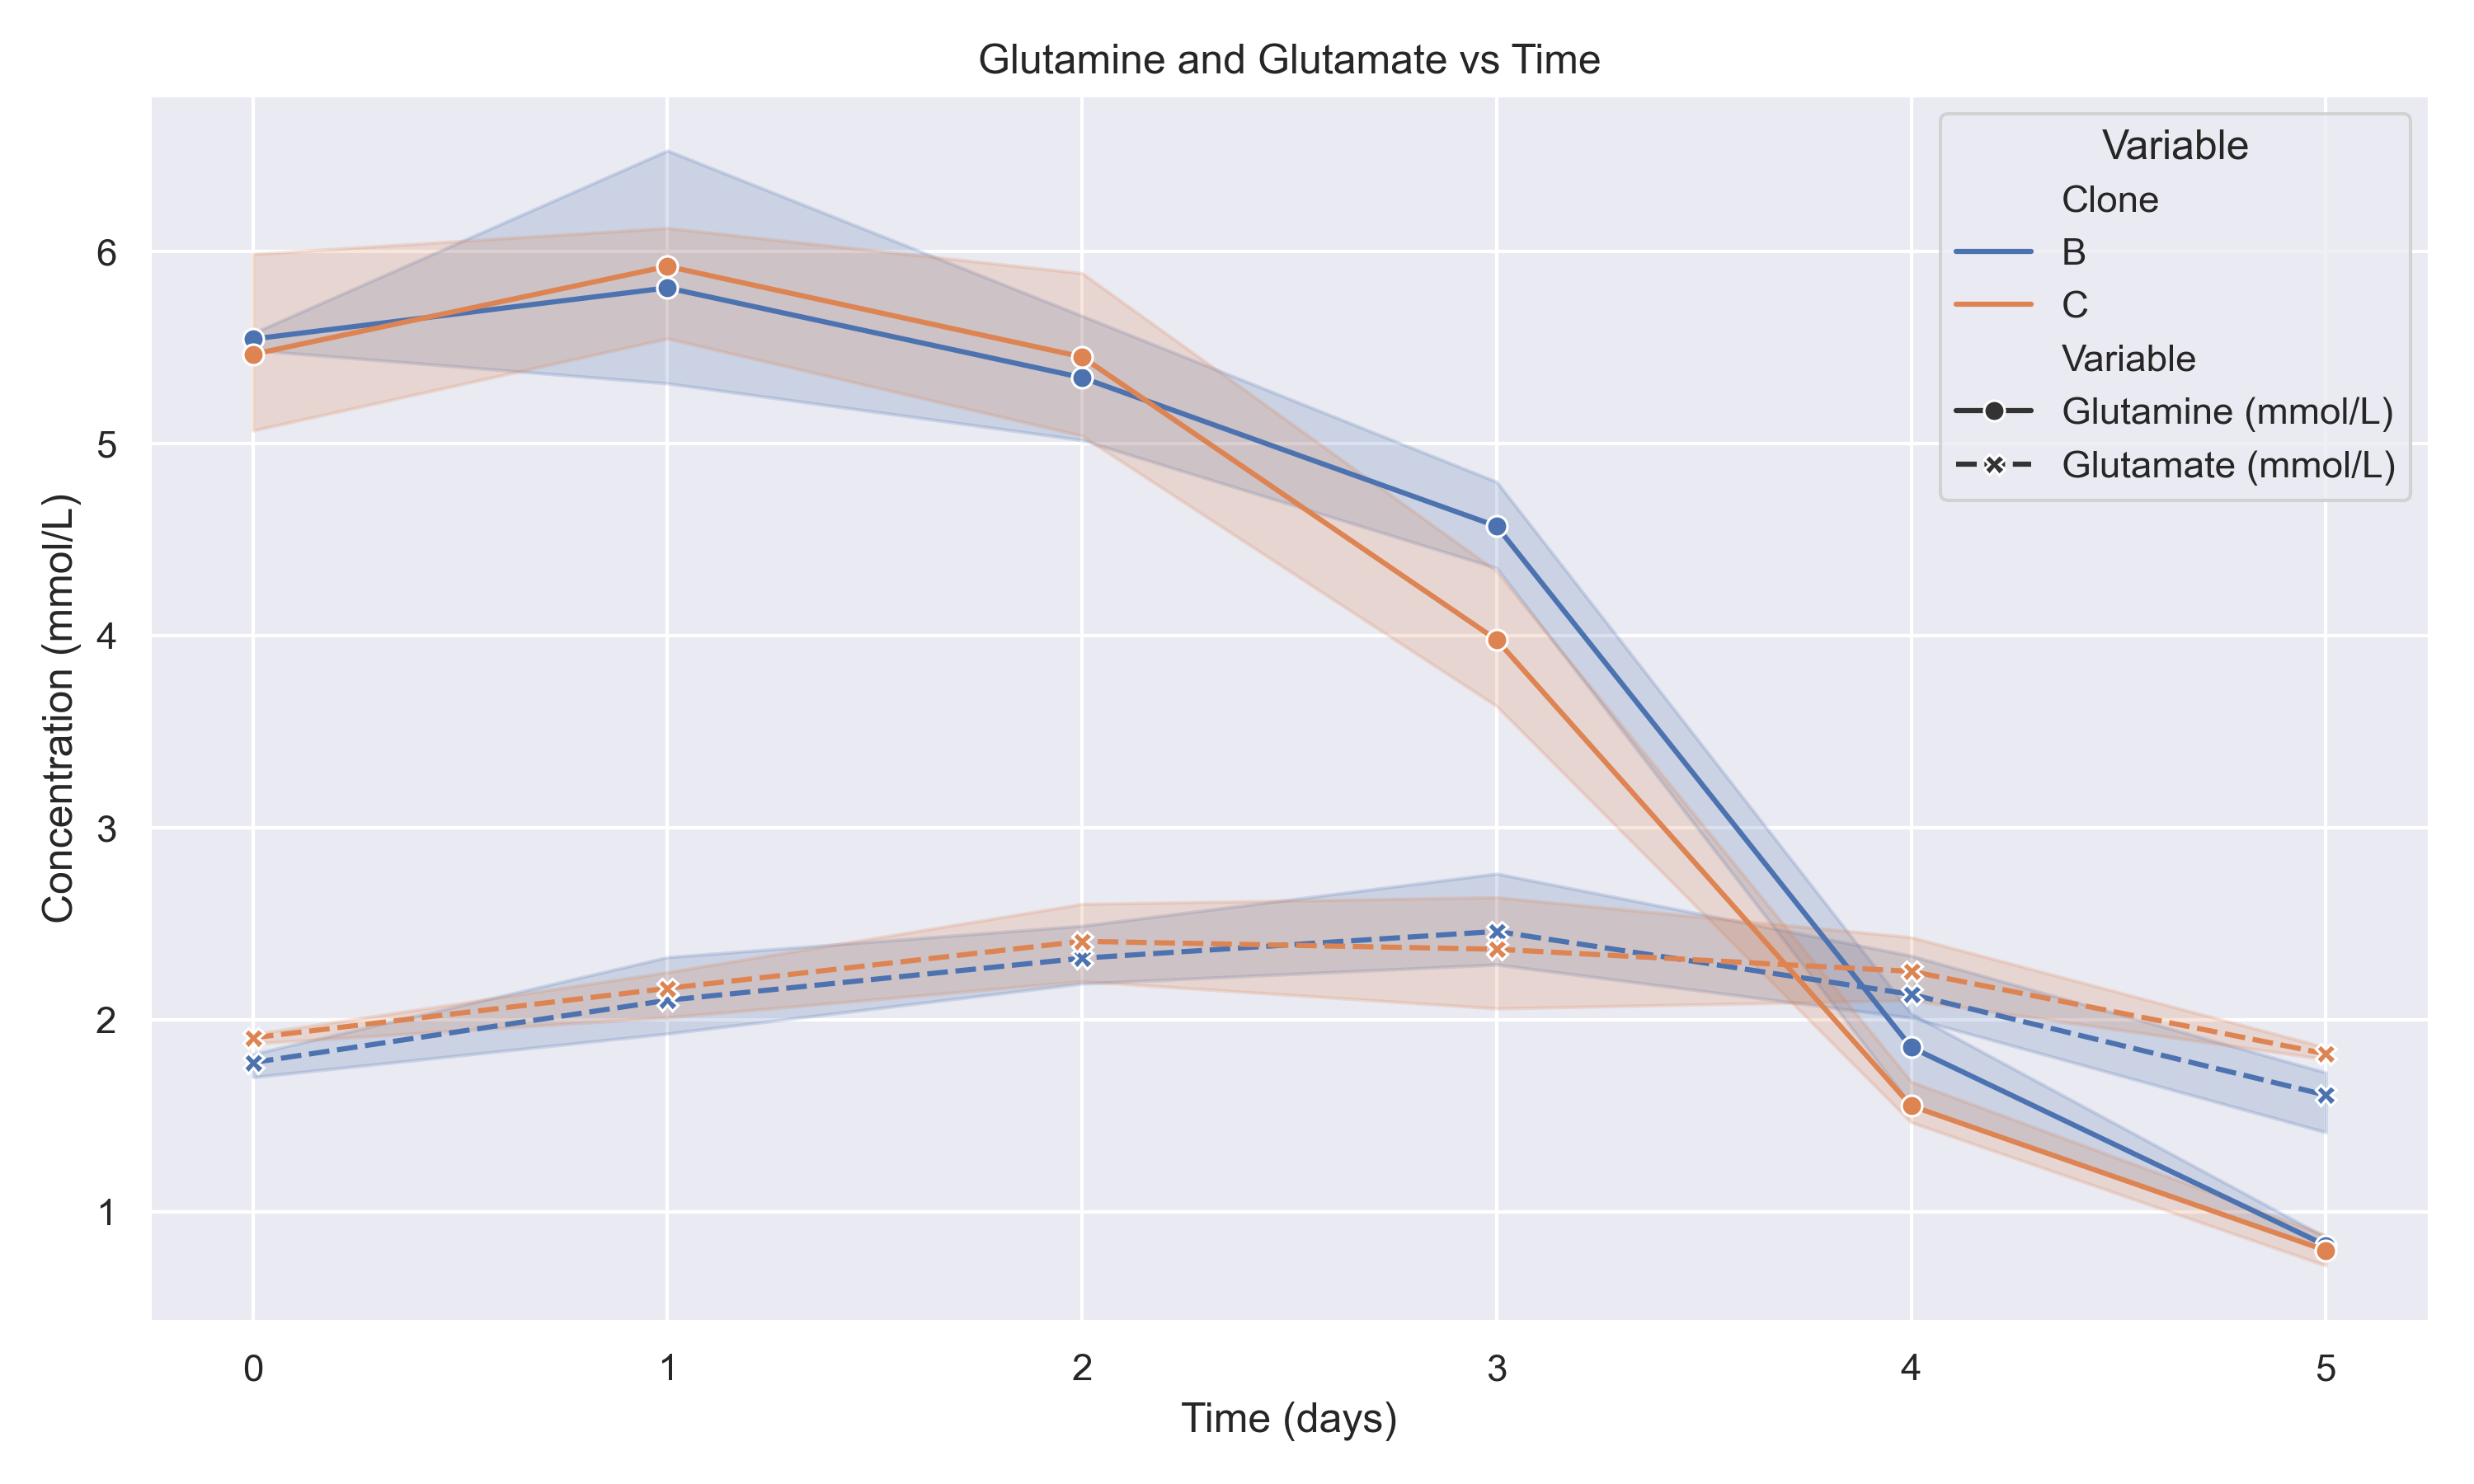 Glutamine and Glutamate vs Time
Variable
Clone
B
C
Variable
Glutamine (mmol/L)
Glutamate (mmol/L)
Concentration (mmol/L)
6
5
4
3
2
1
0 1 2 3 4 5
Time (days)